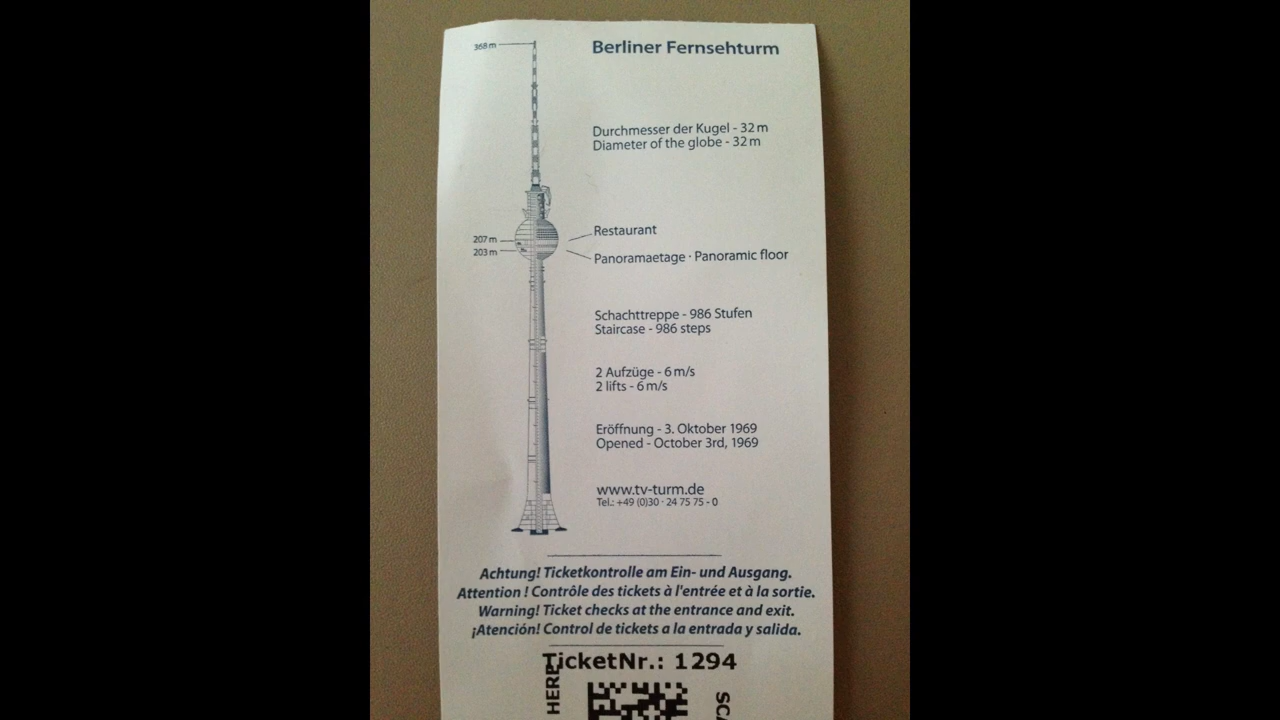 368 m
Berliner Fernsehturm
Durchmesser der Kugel - 32 m
Diameter of the globe - 32 m
Restaurant
207 m
203 m
Panoramaetage · Panoramic floor
Schachttreppe - 986 Stufen
Staircase - 986 steps
2 Aufzüge - 6 m/s
2 lifts - 6 m/s
Eröffnung - 3. Oktober 1969
Opened - October 3rd, 1969
www.tv-turm.de
Tel.: +49 (0)30 · 24 75 75 - 0
Achtung! Ticketkontrolle am Ein- und Ausgang.
Attention ! Contrôle des tickets à l'entrée et à la sortie.
Warning! Ticket checks at the entrance and exit.
¡Atención! Control de tickets a la entrada y salida.
TicketNr.: 1294
HERE